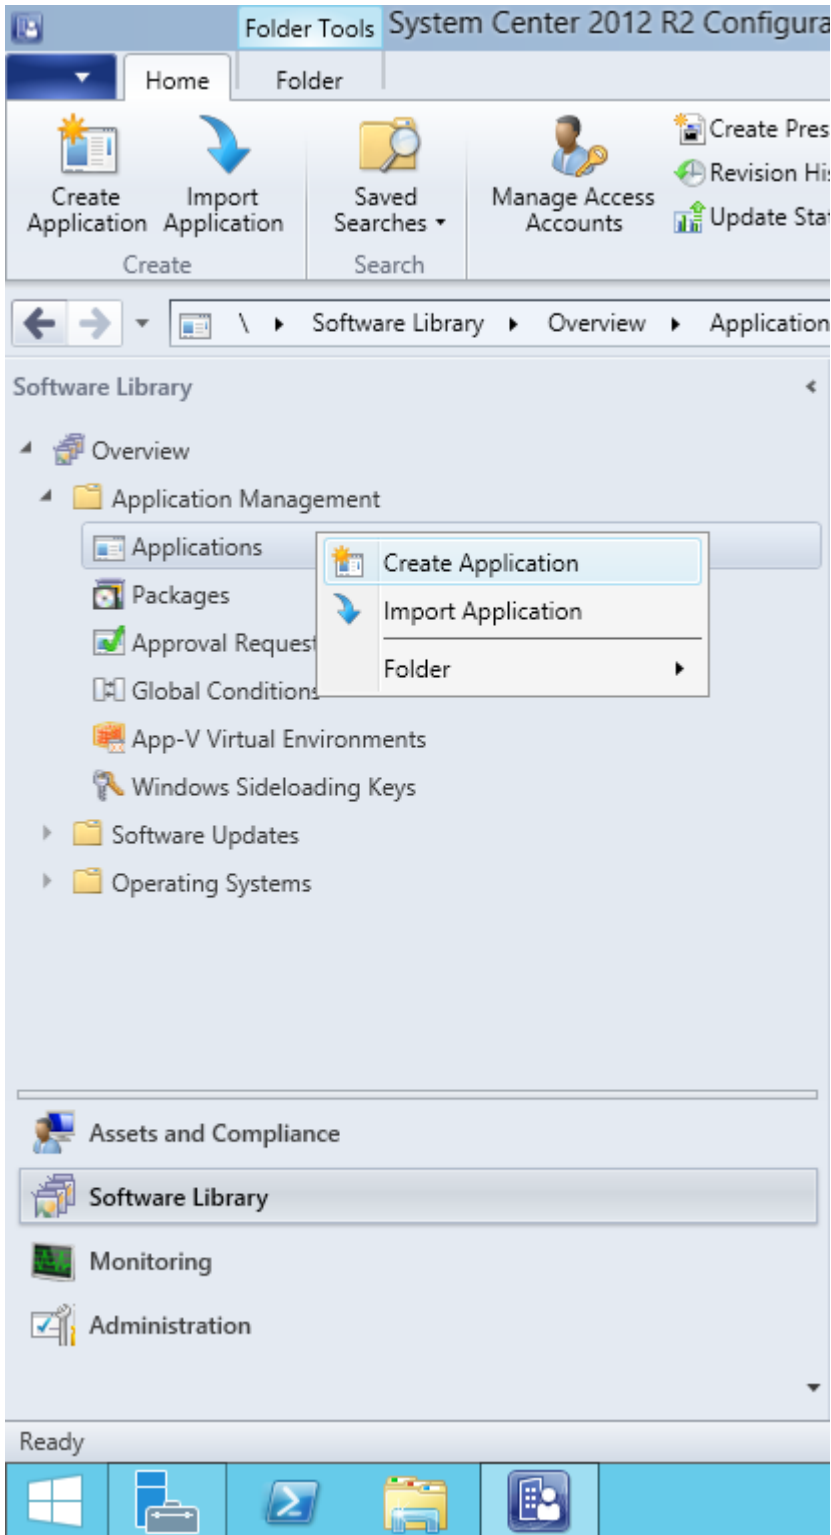 Folder Tools System Center 2012 R2 Configura
Home Folder
Create Application
Import Application
Create
Saved Searches
Search
Manage Access Accounts
Create Pres
Revision His
Update Stat
\ Software Library Overview Application
Software Library
Overview
Application Management
Applications
Packages
Approval Request
Global Conditions
App-V Virtual Environments
Windows Sideloading Keys
Software Updates
Operating Systems
Create Application
Import Application
Folder
Assets and Compliance
Software Library
Monitoring
Administration
Ready